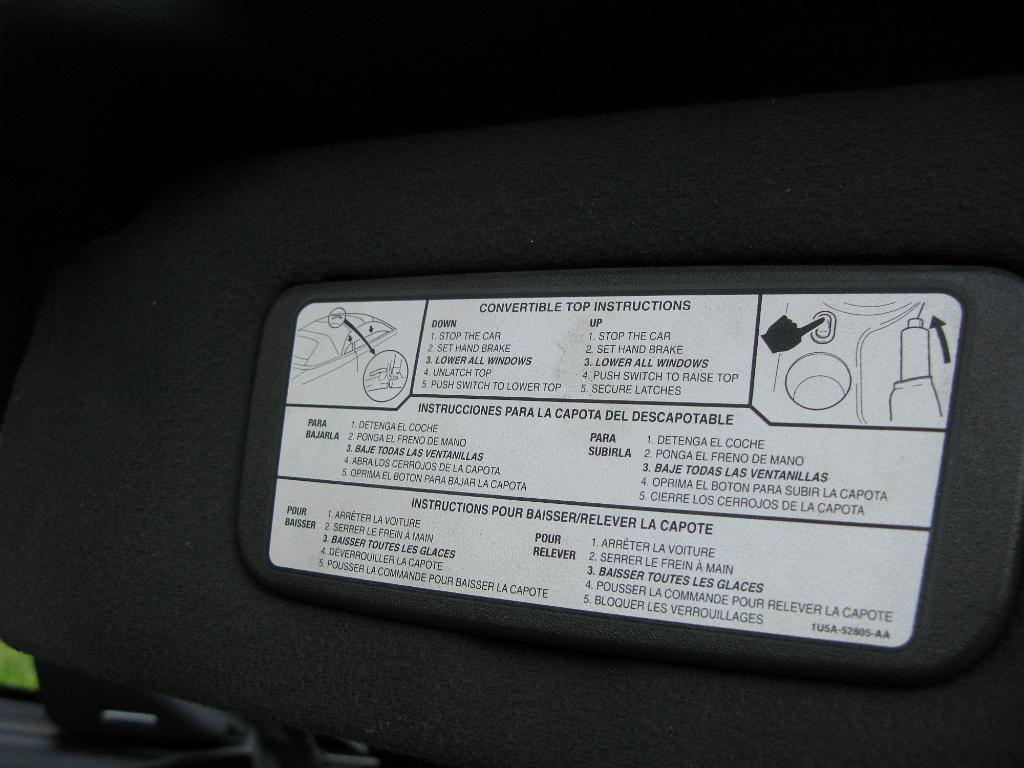 CONVERTIBLE TOP INSTRUCTIONS
DOWN
1. STOP THE CAR
2. SET HAND BRAKE
3. LOWER ALL WINDOWS
4. UNLATCH TOP
5. PUSH SWITCH TO LOWER TOP
UP
1. STOP THE CAR
2. SET HAND BRAKE
3. LOWER ALL WINDOWS
4. PUSH SWITCH TO RAISE TOP
5. SECURE LATCHES
INSTRUCCIONES PARA LA CAPOTA DEL DESCAPOTABLE
PARA
BAJARLA
1. DETENGA EL COCHE
2. PONGA EL FRENO DE MANO
3. BAJE TODAS LAS VENTANILLAS
4. ABRA LOS CERROJOS DE LA CAPOTA
5. OPRIMA EL BOTON PARA BAJAR LA CAPOTA
PARA
SUBIRLA
1. DETENGA EL COCHE
2. PONGA EL FRENO DE MANO
3. BAJE TODAS LAS VENTANILLAS
4. OPRIMA EL BOTON PARA SUBIR LA CAPOTA
5. CIERRE LOS CERROJOS DE LA CAPOTA
INSTRUCTIONS POUR BAISSER/RELEVER LA CAPOTE
POUR
BAISSER
1. ARRÊTER LA VOITURE
2. SERRER LE FREIN À MAIN
3. BAISSER TOUTES LES GLACES
4. DÉVERROUILLER LA CAPOTE
5. POUSSER LA COMMANDE POUR BAISSER LA CAPOTE
POUR
RELEVER
1. ARRÊTER LA VOITURE
2. SERRER LE FREIN À MAIN
3. BAISSER TOUTES LES GLACES
4. POUSSER LA COMMANDE POUR RELEVER LA CAPOTE
5. BLOQUER LES VERROUILLAGES
1U5A-52805-AA